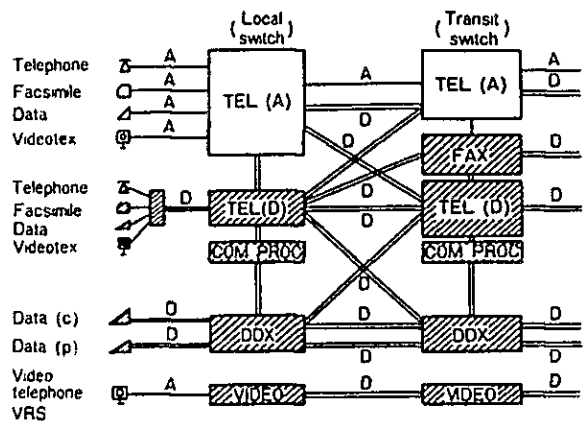 ( Local switch ) ( Transit switch )
Telephone A
Facsimile A
Data A
Videotex A
TEL (A) A D TEL (A) A D
D
FAX D
Telephone
Facsimile D TEL(D) D D TEL (D) D
Data
Videotex COM PROC COM PROC
D D
Data (c) D DDX D DDX D
Data (p) D D D
Video
telephone A VIDEO D VIDEO D
VRS